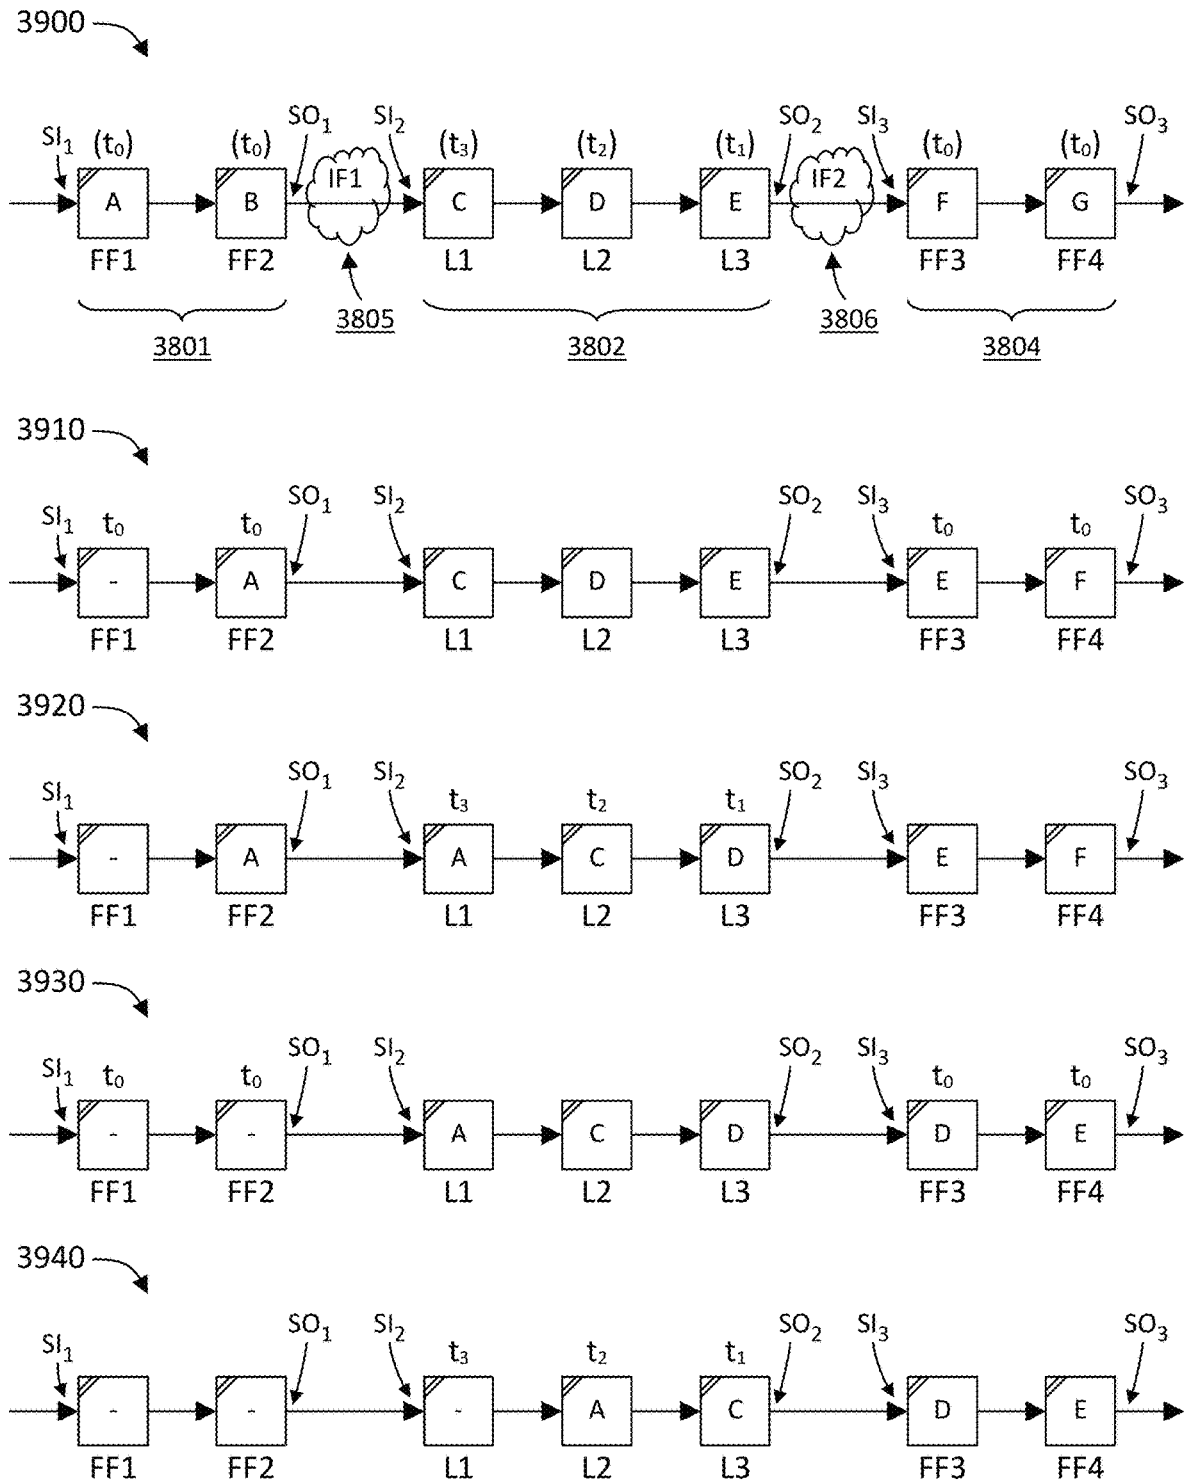 3900
SI₁ (t₀) (t₀) SO₁ SI₂ (t₃) (t₂) (t₁) SO₂ SI₃ (t₀) (t₀) SO₃
A B IF1 C D E IF2 F G
FF1 FF2 L1 L2 L3 FF3 FF4
3801 3805 3802 3806 3804
3910
SI₁ t₀ t₀ SO₁ SI₂ SO₂ SI₃ t₀ t₀ SO₃
- A C D E E F
FF1 FF2 L1 L2 L3 FF3 FF4
3920
SI₁ SO₁ SI₂ t₃ t₂ t₁ SO₂ SI₃ SO₃
- A A C D E F
FF1 FF2 L1 L2 L3 FF3 FF4
3930
SI₁ t₀ t₀ SO₁ SI₂ SO₂ SI₃ t₀ t₀ SO₃
- - A C D D E
FF1 FF2 L1 L2 L3 FF3 FF4
3940
SI₁ SO₁ SI₂ t₃ t₂ t₁ SO₂ SI₃ SO₃
- - - A C D E
FF1 FF2 L1 L2 L3 FF3 FF4